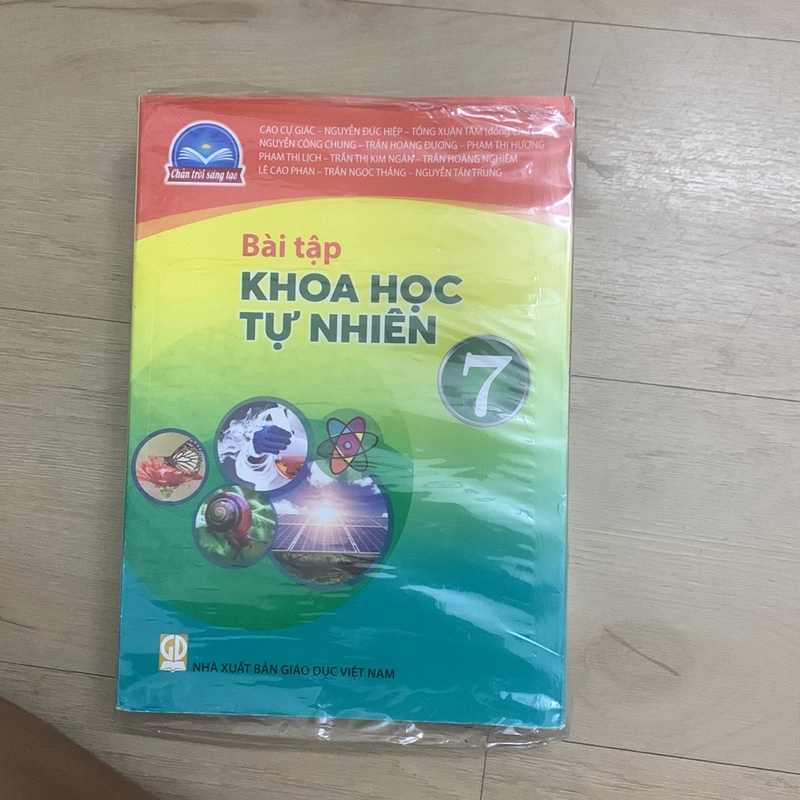 CAO CỰ GIÁC – NGUYỄN ĐỨC HIỆP – TỐNG XUÂN TÁM (đồng
NGUYỄN CÔNG CHUNG – TRẦN HOÀNG ĐƯƠNG – PHẠM THỊ HƯƠNG
PHẠM THỊ LỊCH – TRẦN THỊ KIM NGÂN – TRẦN HOÀNG NGHIÊM
LÊ CAO PHAN – TRẦN NGỌC THẮNG – NGUYỄN TẤN TRUNG
Chân trời sáng tạo
Bài tập
KHOA HỌC
TỰ NHIÊN
7
GD
NHÀ XUẤT BẢN GIÁO DỤC VIỆT NAM